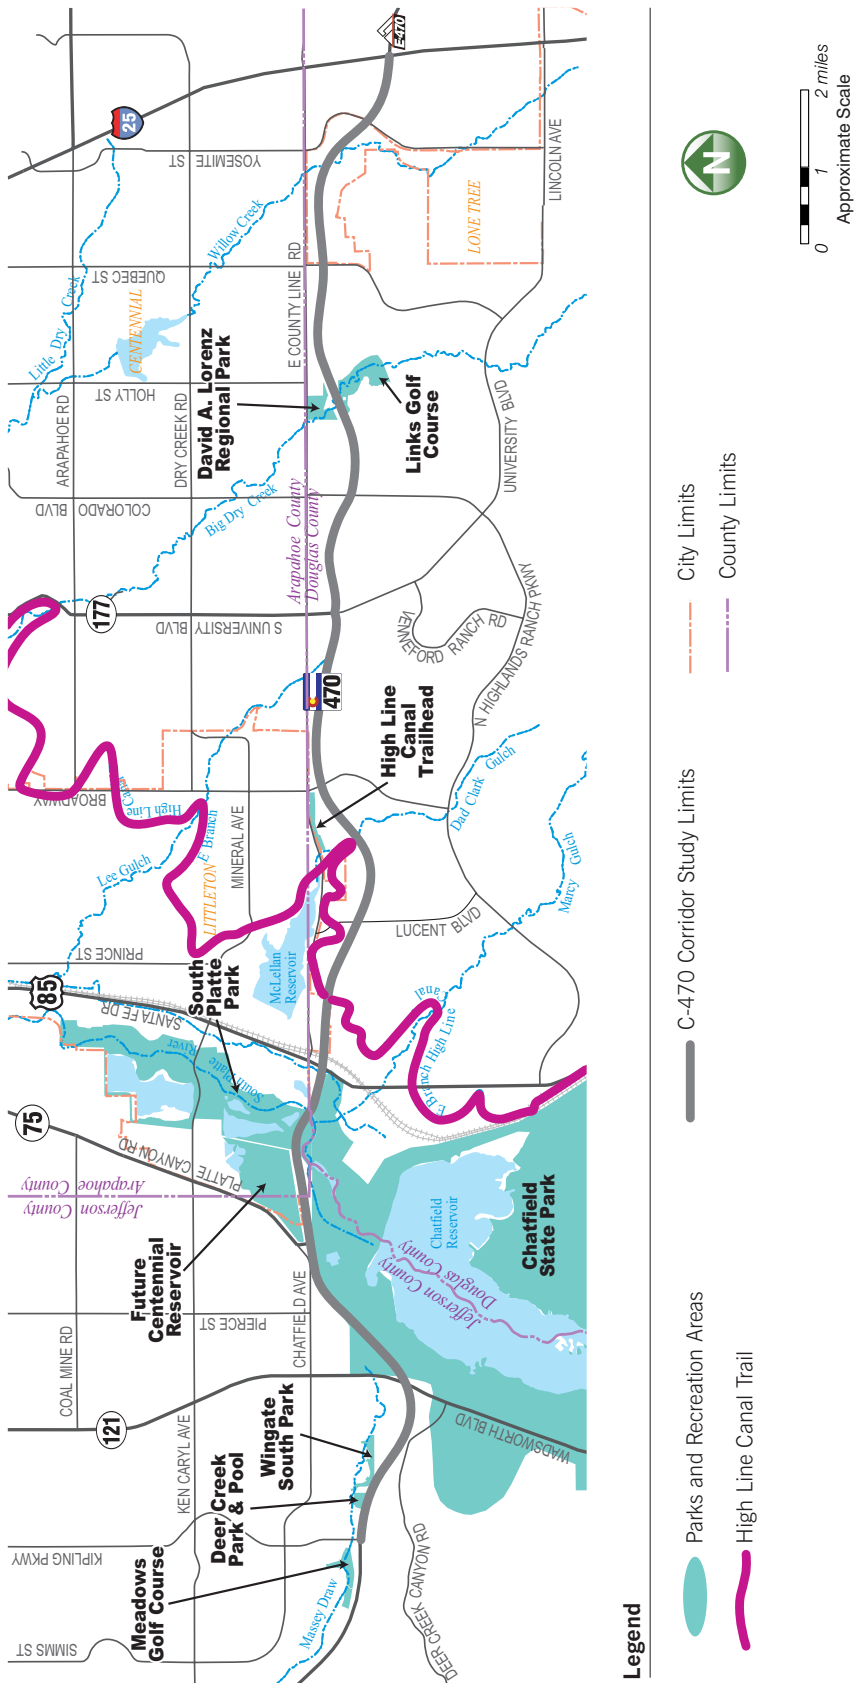 SIMMS ST
KIPLING PKWY
Meadows
Golf Course
Massey Draw
DEER CREEK CANYON RD
Deer Creek
Park & Pool
Wingate
South Park
KEN CARYL AVE
121
COAL MINE RD
PIERCE ST
CHATFIELD AVE
WADSWORTH BLVD
Future
Centennial
Reservoir
Jefferson County
Arapahoe County
PLATTE CANYON RD
75
Jefferson County
Douglas County
Chatfield
Reservoir
Chatfield
State Park
South Platte River
South
Platte
Park
SANTA FE DR
85
PRINCE ST
McLellan
Reservoir
E Branch High Line Canal
LUCENT BLVD
Marcy Gulch
Dad Clark Gulch
Lee Gulch
LITTLETON
E Branch
High Line Canal
MINERAL AVE
BROADWAY
High Line
Canal
Trailhead
470
N HIGHLANDS RANCH PKWY
VENNEFORD RANCH RD
S UNIVERSITY BLVD
177
Arapahoe County
Douglas County
Big Dry Creek
COLORADO BLVD
UNIVERSITY BLVD
ARAPAHOE RD
DRY CREEK RD
HOLLY ST
David A. Lorenz
Regional Park
Links Golf
Course
Little Dry Creek
CENTENNIAL
QUEBEC ST
Willow Creek
E COUNTY LINE RD
LONE TREE
LINCOLN AVE
YOSEMITE ST
25
E-470
Legend
Parks and Recreation Areas
High Line Canal Trail
C-470 Corridor Study Limits
City Limits
County Limits
N
0 1 2 miles
Approximate Scale